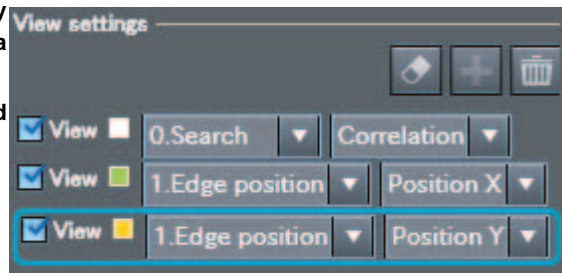 y
View settings
a
d
View 0.Search Correlation
View 1.Edge position Position X
View 1.Edge position Position Y